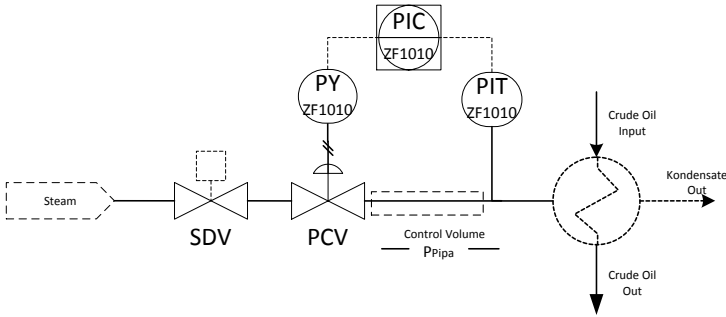 PIC
ZF1010
PY
ZF1010
PIT
ZF1010
Crude Oil
Input
Kondensate
Out
Steam
SDV
PCV
Control Volume
PPipa
Crude Oil
Out